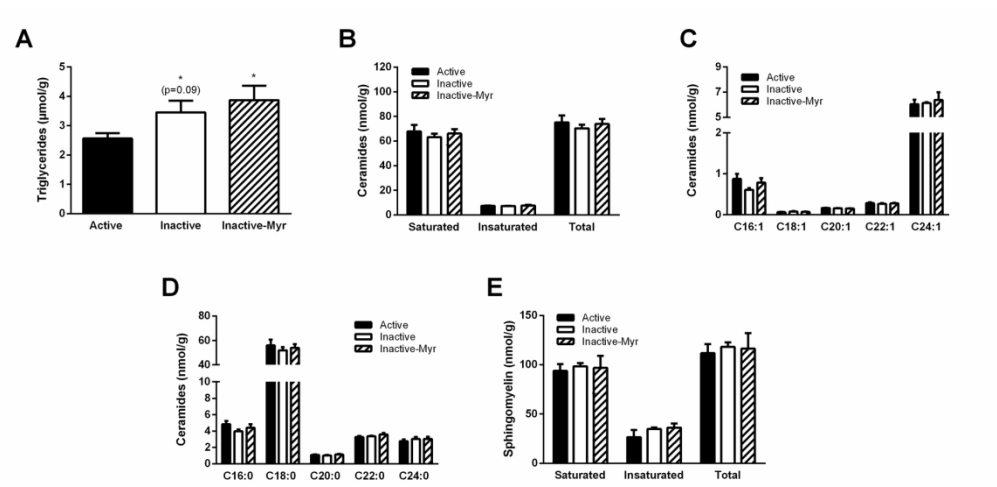 A
Triglycerides (µmol/g)
5
4
3
2
1
0
*
(p=0.09)
*
Active
Inactive
Inactive-Myr
B
Ceramides (nmol/g)
120
100
80
60
40
20
0
Active
Inactive
Inactive-Myr
Saturated
Insaturated
Total
C
Ceramides (nmol/g)
9
7
5
2
1
0
Active
Inactive
Inactive-Myr
C16:1
C18:1
C20:1
C22:1
C24:1
D
Ceramides (nmol/g)
80
60
40
10
8
6
4
2
0
Active
Inactive
Inactive-Myr
C16:0
C18:0
C20:0
C22:0
C24:0
E
Sphingomyelin (nmol/g)
150
100
50
0
Active
Inactive
Inactive-Myr
Saturated
Insaturated
Total